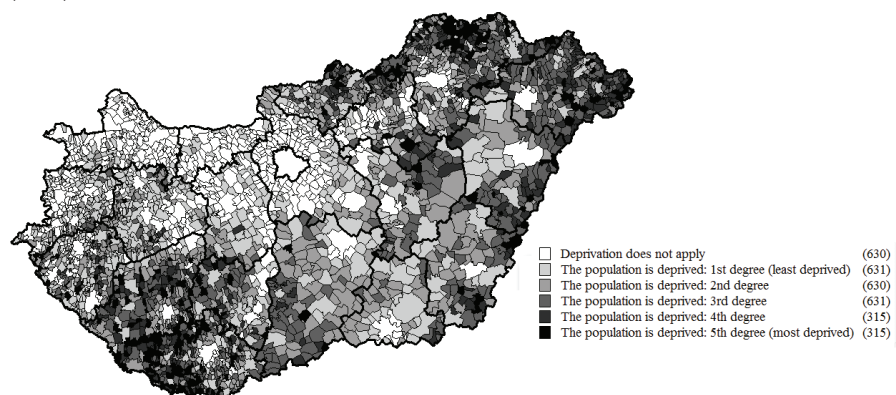 Deprivation does not apply (630)
The population is deprived: 1st degree (least deprived) (631)
The population is deprived: 2nd degree (630)
The population is deprived: 3rd degree (631)
The population is deprived: 4th degree (315)
The population is deprived: 5th degree (most deprived) (315)